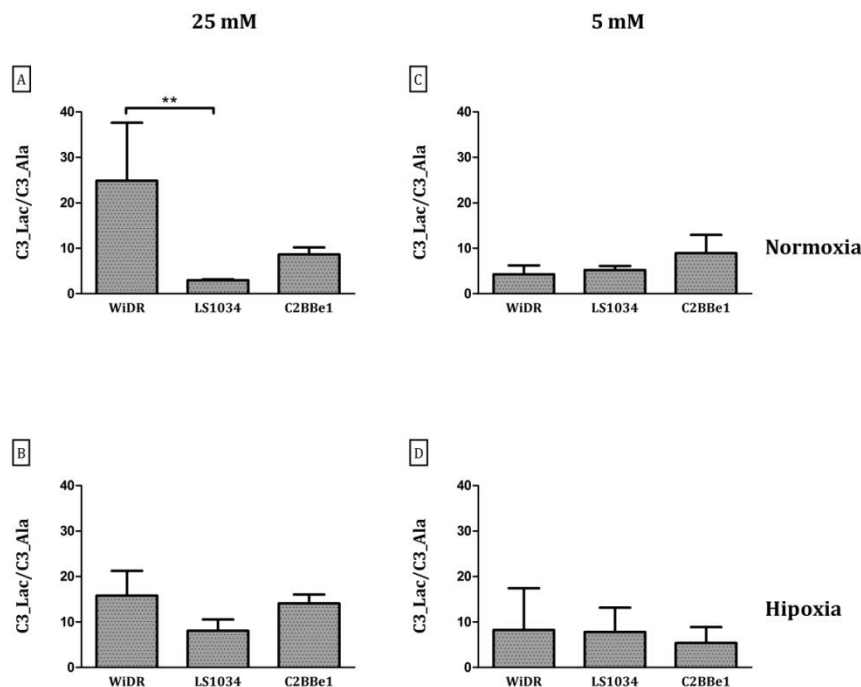 25 mM
5 mM
A
**
C3_Lac/C3_Ala
40
30
20
10
0
WiDR
LS1034
C2BBe1
C
C3_Lac/C3_Ala
40
30
20
10
0
WiDR
LS1034
C2BBe1
Normoxia
B
C3_Lac/C3_Ala
40
30
20
10
0
WiDR
LS1034
C2BBe1
D
C3_Lac/C3_Ala
40
30
20
10
0
WiDR
LS1034
C2BBe1
Hipoxia